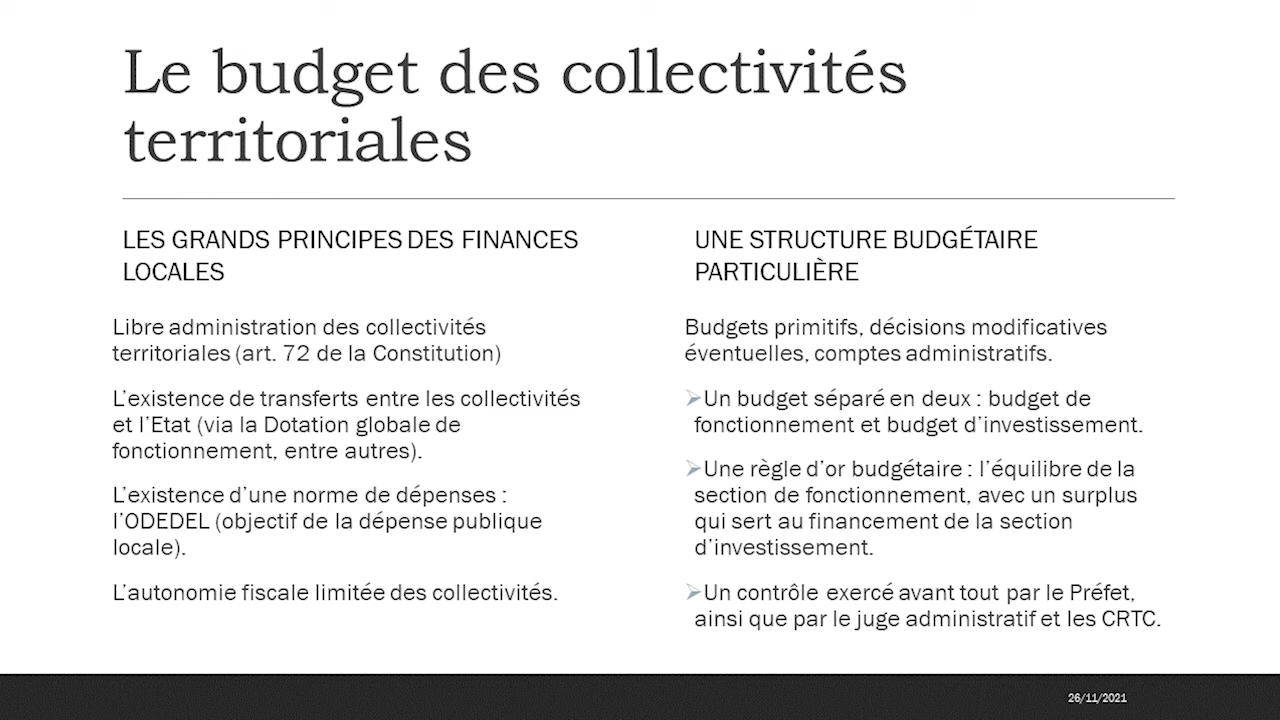 Le budget des collectivités
territoriales
LES GRANDS PRINCIPES DES FINANCES
LOCALES
Libre administration des collectivités
territoriales (art. 72 de la Constitution)
L’existence de transferts entre les collectivités
et l’Etat (via la Dotation globale de
fonctionnement, entre autres).
L’existence d’une norme de dépenses :
l’ODEDEL (objectif de la dépense publique
locale).
L’autonomie fiscale limitée des collectivités.
UNE STRUCTURE BUDGÉTAIRE
PARTICULIÈRE
Budgets primitifs, décisions modificatives
éventuelles, comptes administratifs.
➢Un budget séparé en deux : budget de
fonctionnement et budget d’investissement.
➢Une règle d’or budgétaire : l’équilibre de la
section de fonctionnement, avec un surplus
qui sert au financement de la section
d’investissement.
➢Un contrôle exercé avant tout par le Préfet,
ainsi que par le juge administratif et les CRTC.
26/11/2021